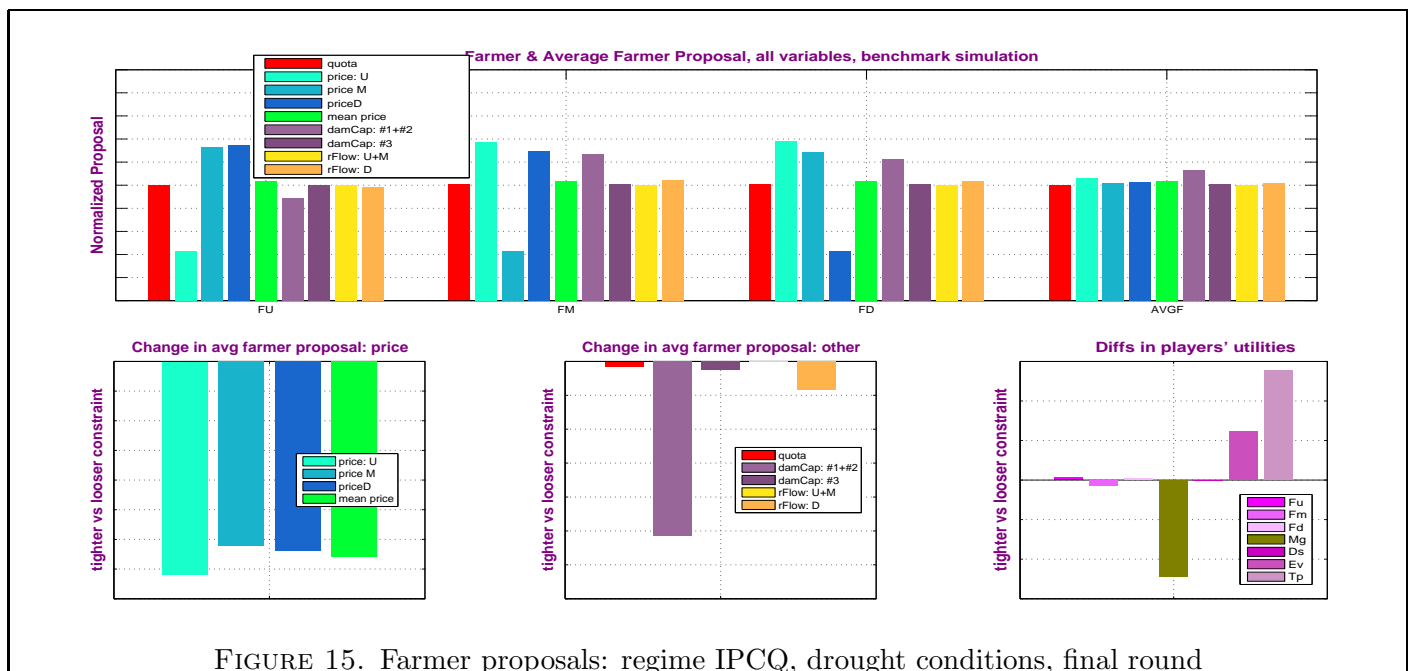 Farmer & Average Farmer Proposal, all variables, benchmark simulation
quota
price: U
price M
priceD
mean price
damCap: #1+#2
damCap: #3
rFlow: U+M
rFlow: D
Normalized Proposal
FU
FM
FD
AVGF
Change in avg farmer proposal: price
tighter vs looser constraint
price: U
price M
priceD
mean price
Change in avg farmer proposal: other
tighter vs looser constraint
quota
damCap: #1+#2
damCap: #3
rFlow: U+M
rFlow: D
Diffs in players' utilities
tighter vs looser constraint
Fu
Fm
Fd
Mg
Ds
Ev
Tp
FIGURE 15. Farmer proposals: regime IPCQ, drought conditions, final round